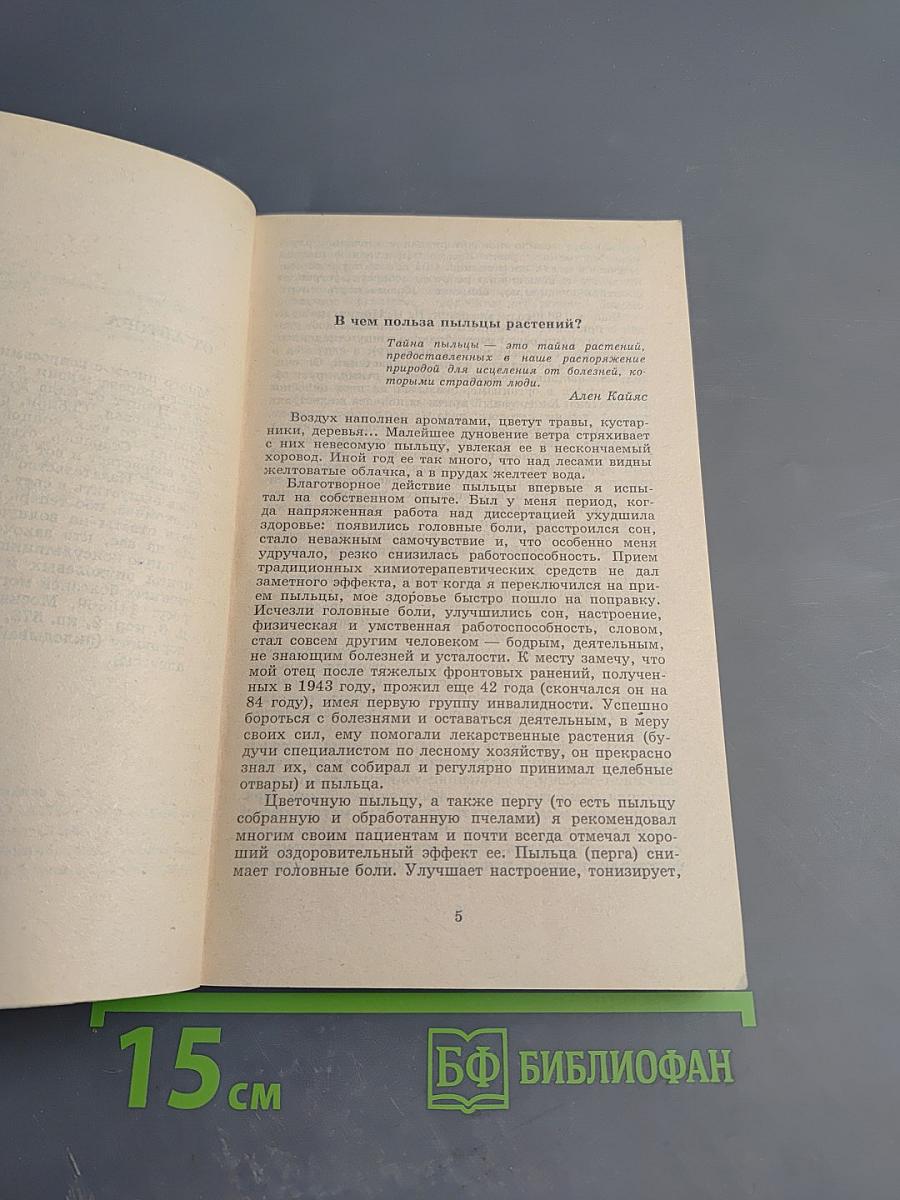 В чем польза пыльцы растений?
Тайна пыльцы — это тайна растений,
предоставленных в наше распоряжение
природой для исцеления от болезней, ко-
торыми страдают люди.
Ален Кайяс
Воздух наполнен ароматами, цветут травы, кустар-
ники, деревья... Малейшее дуновение ветра стряхивает
с них невесомую пыльцу, увлекая ее в нескончаемый
хоровод. Иной год ее так много, что над лесами видны
желтоватые облачка, а в прудах желтеет вода.
Благотворное действие пыльцы впервые я испы-
тал на собственном опыте. Был у меня период, ког-
да напряженная работа над диссертацией ухудшила
здоровье: появились головные боли, расстроился сон,
стало неважным самочувствие и, что особенно меня
удручало, резко снизилась работоспособность. Прием
традиционных химиотерапевтических средств не дал
заметного эффекта, а вот когда я переключился на при-
ем пыльцы, мое здоровье быстро пошло на поправку.
Исчезли головные боли, улучшились сон, настроение,
физическая и умственная работоспособность, словом,
стал совсем другим человеком — бодрым, деятельным,
не знающим болезней и усталости. К месту замечу, что
мой отец после тяжелых фронтовых ранений, получен-
ных в 1943 году, прожил еще 42 года (скончался он на
84 году), имея первую группу инвалидности. Успешно
бороться с болезнями и оставаться деятельным, в меру
своих сил, ему помогали лекарственные растения (бу-
дучи специалистом по лесному хозяйству, он прекрасно
знал их, сам собирал и регулярно принимал целебные
отвары) и пыльца.
Цветочную пыльцу, а также пергу (то есть пыльцу
собранную и обработанную пчелами) я рекомендовал
многим своим пациентам и почти всегда отмечал хоро-
ший оздоровительный эффект ее. Пыльца (перга) сни-
мает головные боли. Улучшает настроение, тонизирует,
5
15 см
БФ БИБЛИОФАН